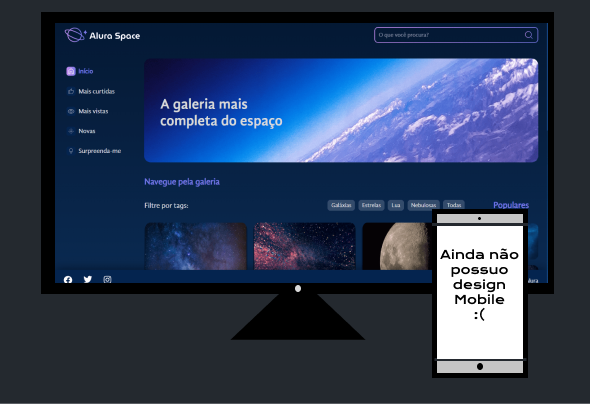 Alura Space
O que você procura?
Início
Mais curtidas
Mais vistas
Novas
Surpreenda-me
A galeria mais
completa do espaço
Navegue pela galeria
Filtre por tags:
Galáxias
Estrelas
Lua
Nebulosas
Todas
Populares
Ainda não
possuo
design
Mobile
:(